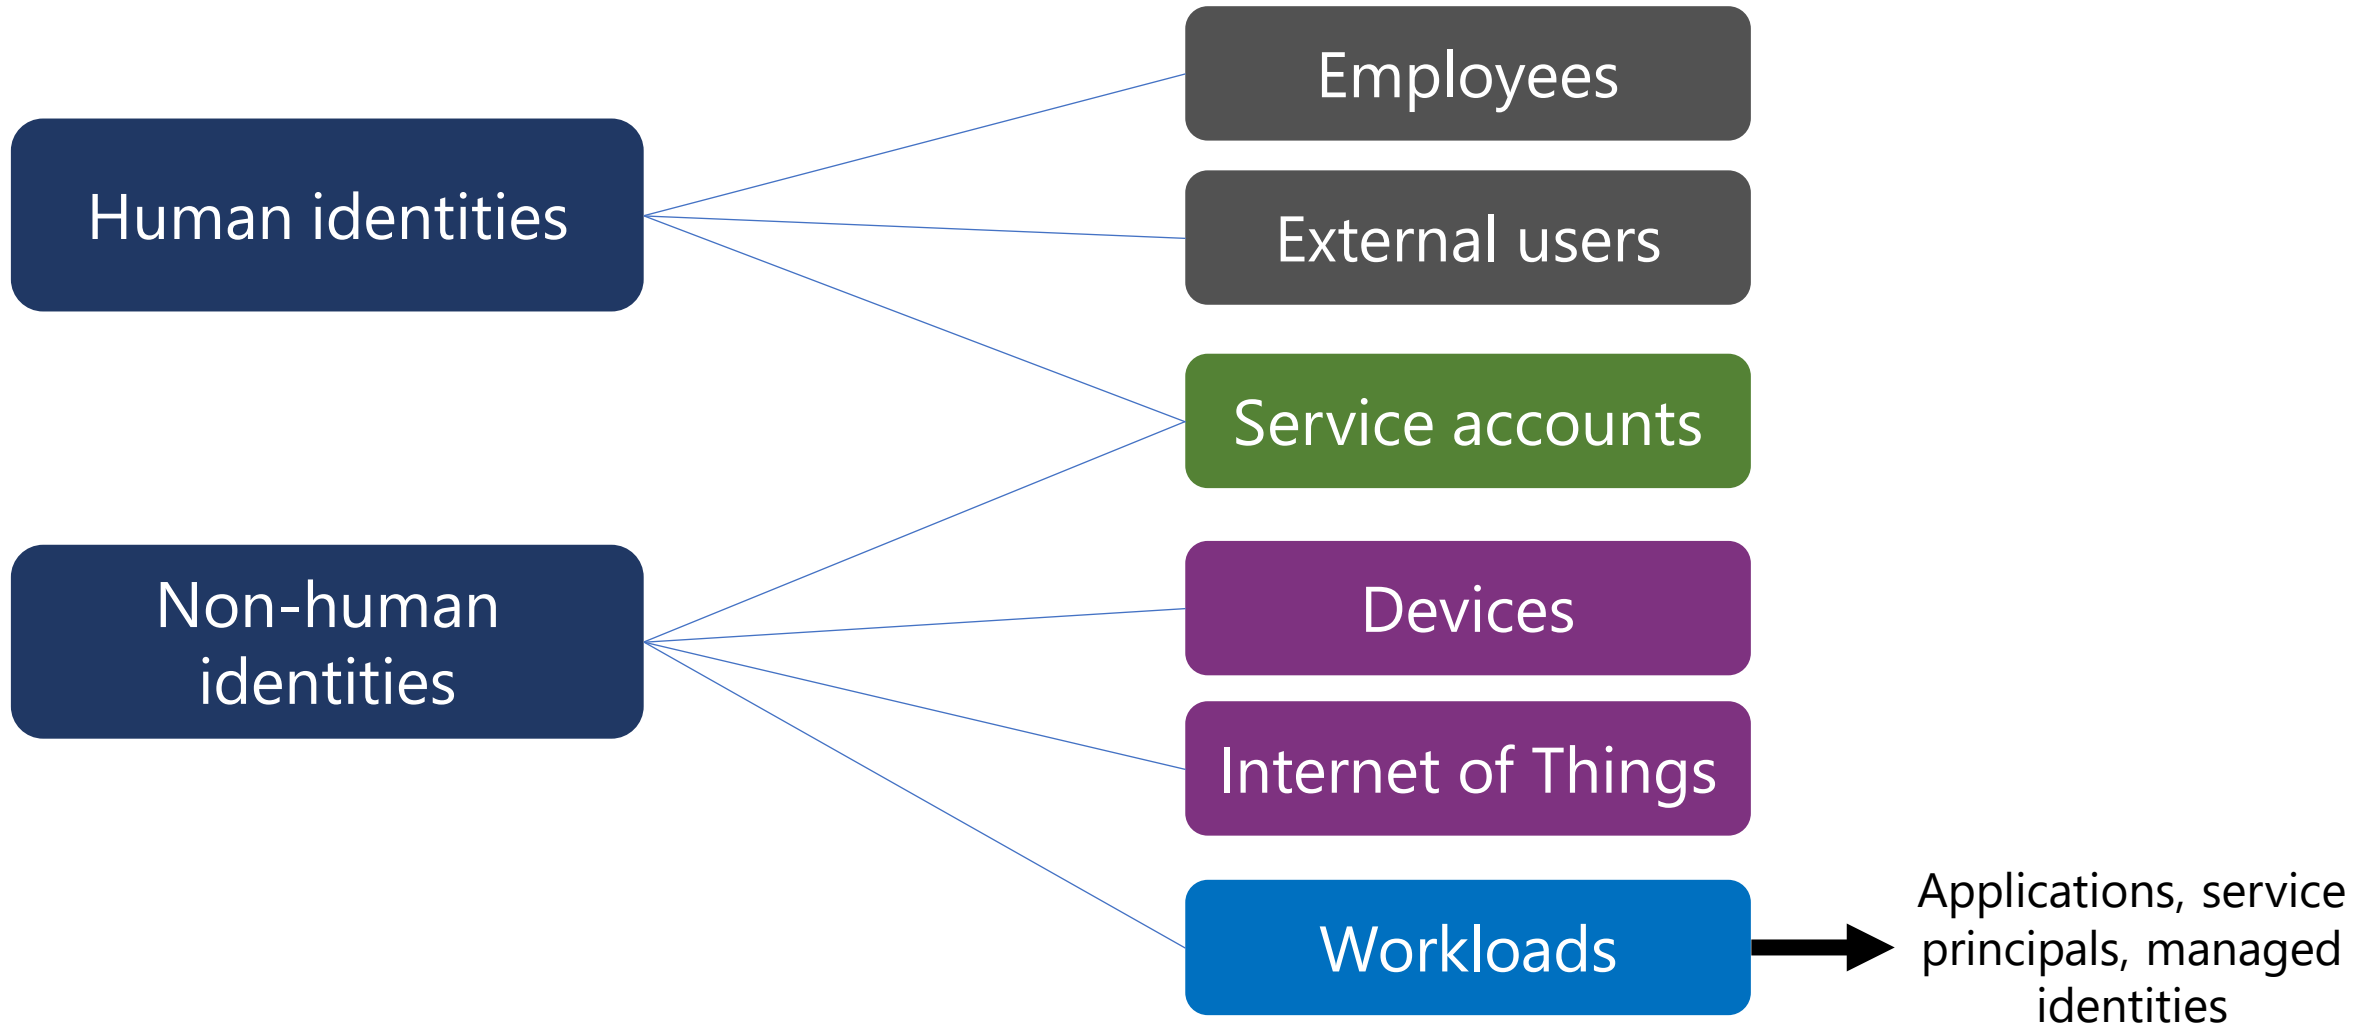 Employees
Human identities
External users
Service accounts
Non-human
identities
Devices
Internet of Things
Workloads
Applications, service
principals, managed
identities